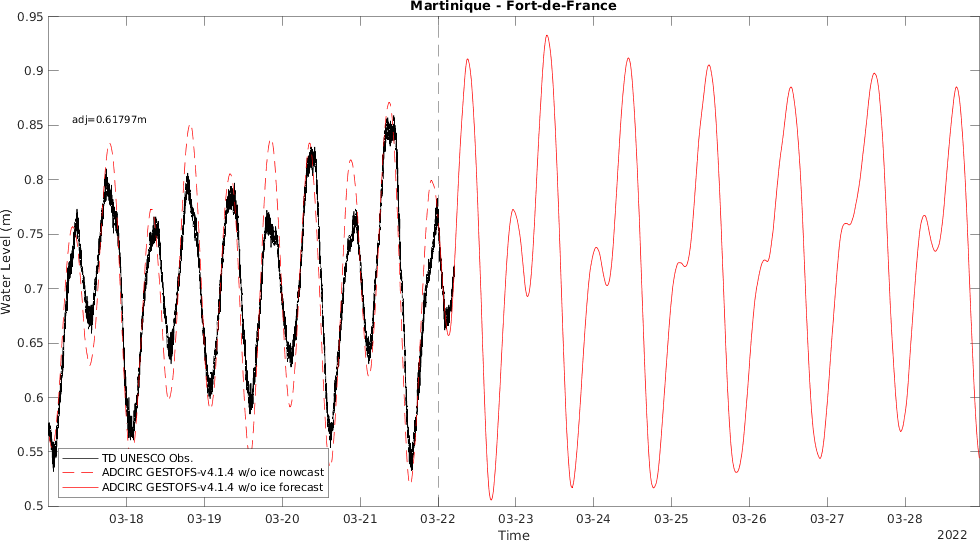 Martinique - Fort-de-France
0.95
0.9
0.85
0.8
0.75
0.7
0.65
0.6
0.55
0.5
Water Level (m)
adj=0.61797m
TD UNESCO Obs.
ADCIRC GESTOFS-v4.1.4 w/o ice nowcast
ADCIRC GESTOFS-v4.1.4 w/o ice forecast
03-18 03-19 03-20 03-21 03-22 03-23 03-24 03-25 03-26 03-27 03-28
Time
2022